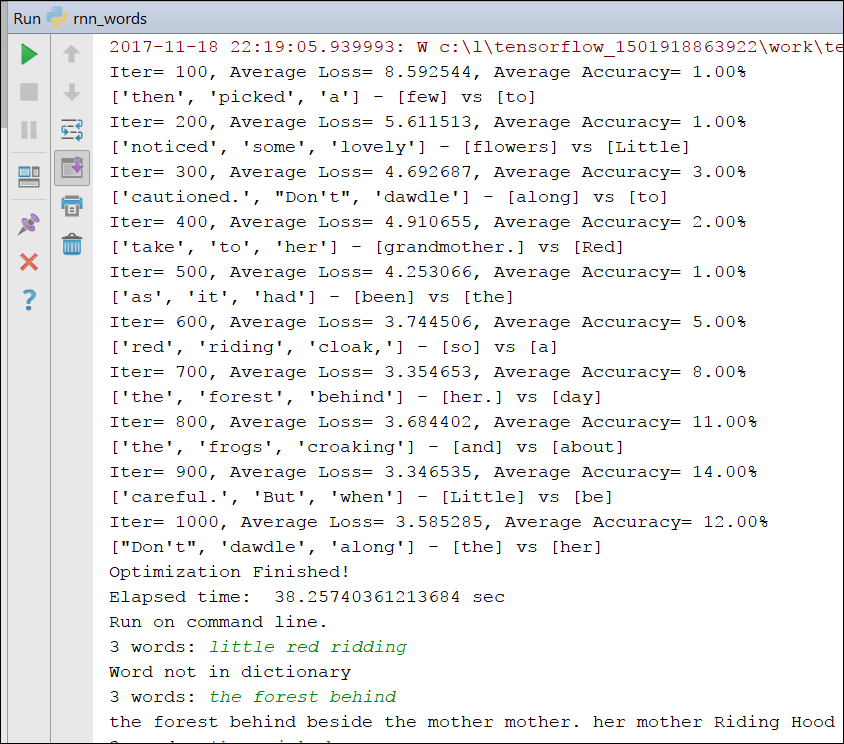 Run rnn_words
2017-11-18 22:19:05.939993: W c:\l\tensorflow_1501918863922\work\te
Iter= 100, Average Loss= 8.592544, Average Accuracy= 1.00%
['then', 'picked', 'a'] - [few] vs [to]
Iter= 200, Average Loss= 5.611513, Average Accuracy= 1.00%
['noticed', 'some', 'lovely'] - [flowers] vs [Little]
Iter= 300, Average Loss= 4.692687, Average Accuracy= 3.00%
['cautioned.', "Don't", 'dawdle'] - [along] vs [to]
Iter= 400, Average Loss= 4.910655, Average Accuracy= 2.00%
['take', 'to', 'her'] - [grandmother.] vs [Red]
Iter= 500, Average Loss= 4.253066, Average Accuracy= 1.00%
['as', 'it', 'had'] - [been] vs [the]
Iter= 600, Average Loss= 3.744506, Average Accuracy= 5.00%
['red', 'riding', 'cloak,'] - [so] vs [a]
Iter= 700, Average Loss= 3.354653, Average Accuracy= 8.00%
['the', 'forest', 'behind'] - [her.] vs [day]
Iter= 800, Average Loss= 3.684402, Average Accuracy= 11.00%
['the', 'frogs', 'croaking'] - [and] vs [about]
Iter= 900, Average Loss= 3.346535, Average Accuracy= 14.00%
['careful.', 'But', 'when'] - [Little] vs [be]
Iter= 1000, Average Loss= 3.585285, Average Accuracy= 12.00%
["Don't", 'dawdle', 'along'] - [the] vs [her]
Optimization Finished!
Elapsed time:  38.25740361213684 sec
Run on command line.
3 words: little red ridding
Word not in dictionary
3 words: the forest behind
the forest behind beside the mother mother. her mother Riding Hood